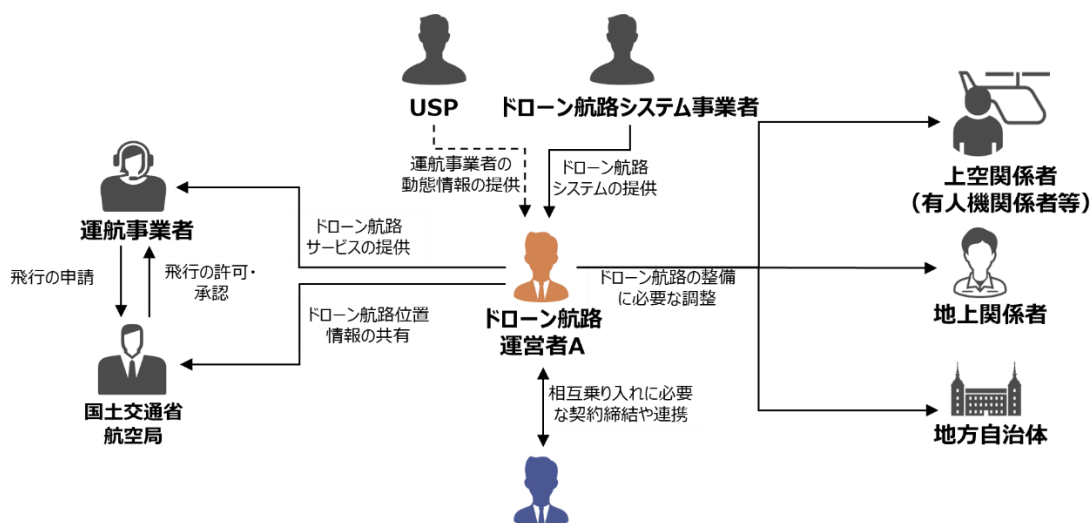 USP
ドローン航路システム事業者
運航事業者の
動態情報の提供
ドローン航路
システムの提供
上空関係者
（有人機関係者等）
運航事業者
ドローン航路
サービスの提供
飛行の申請
飛行の許可・
承認
ドローン航路の整備
に必要な調整
ドローン航路位置
情報の共有
ドローン航路
運営者A
地上関係者
国土交通省
航空局
相互乗り入れに必要
な契約締結や連携
地方自治体